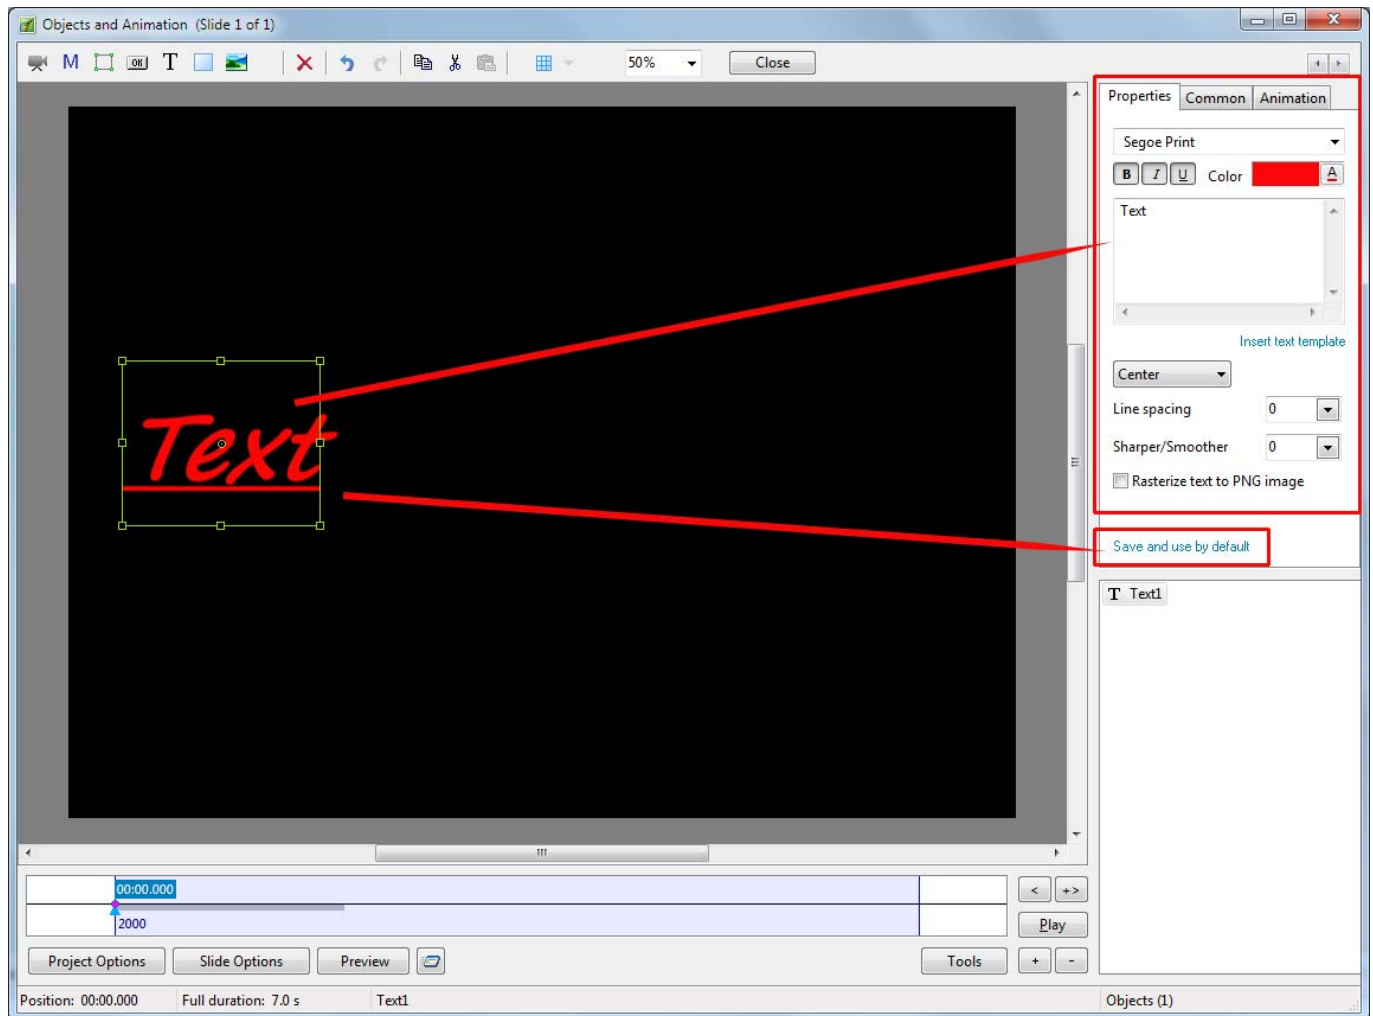 Objects and Animation (Slide 1 of 1)
M OK T 50% Close
Properties Common Animation
Segoe Print
B I U Color A
Text
Insert text template
Center
Line spacing 0
Sharper/Smoother 0
Rasterize text to PNG image
Save and use by default
Text
T Text1
00:00.000
2000
< +>
Play
Project Options Slide Options Preview Tools + -
Position: 00:00.000 Full duration: 7.0 s Text1 Objects (1)